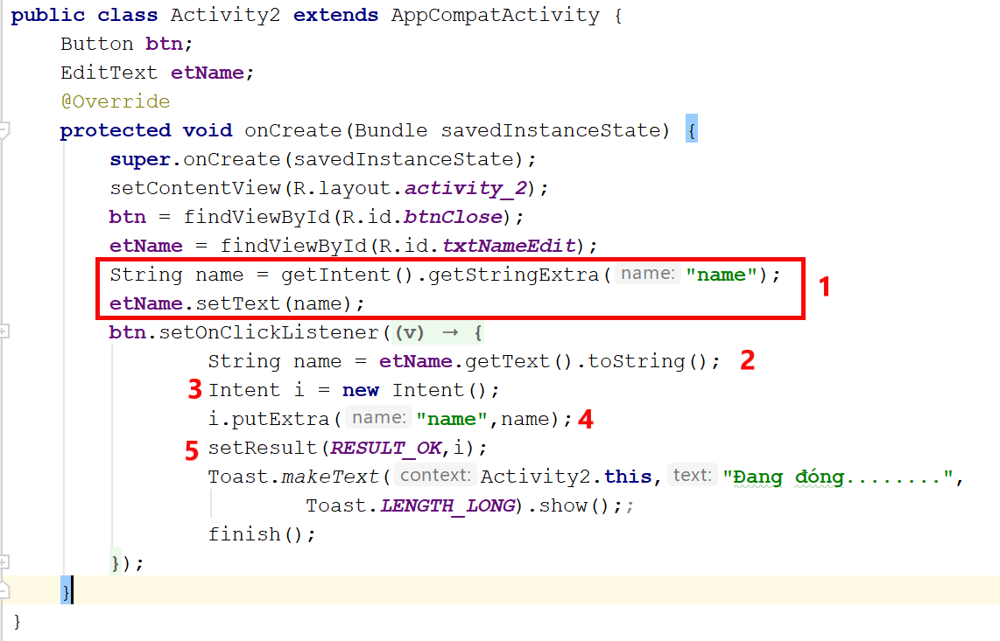 public class Activity2 extends AppCompatActivity {
Button btn;
EditText etName;
@Override
protected void onCreate(Bundle savedInstanceState) {
super.onCreate(savedInstanceState);
setContentView(R.layout.activity_2);
btn = findViewById(R.id.btnClose);
etName = findViewById(R.id.txtNameEdit);
String name = getIntent().getStringExtra( name: "name");
etName.setText(name);
1
btn.setOnClickListener((v) → {
String name = etName.getText().toString(); 2
3 Intent i = new Intent();
i.putExtra( name: "name",name); 4
5 setResult(RESULT_OK,i);
Toast.makeText( context: Activity2.this, text: "Đang đóng........",
Toast.LENGTH_LONG).show();;
finish();
});
}
}